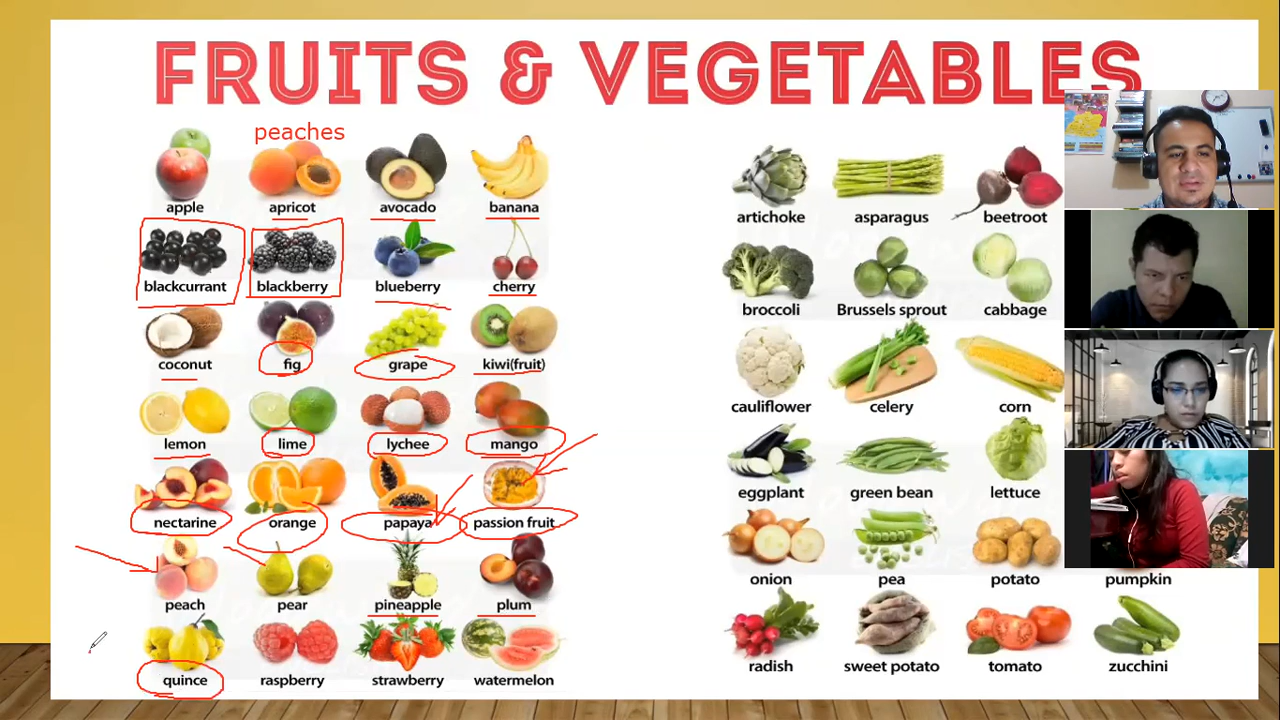 FRUITS & VEGETABLES
peaches
apple apricot avocado banana
blackcurrant blackberry blueberry cherry
coconut fig grape kiwi(fruit)
lemon lime lychee mango
nectarine orange papaya passion fruit
peach pear pineapple plum
quince raspberry strawberry watermelon
artichoke asparagus beetroot
broccoli Brussels sprout cabbage
cauliflower celery corn
eggplant green bean lettuce
onion pea potato pumpkin
radish sweet potato tomato zucchini